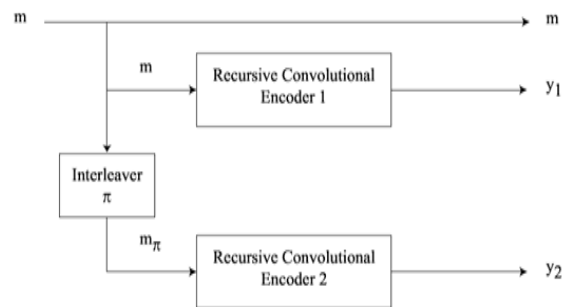 m
m
m
Recursive Convolutional
Encoder 1
y1
Interleaver
π
mπ
Recursive Convolutional
Encoder 2
y2